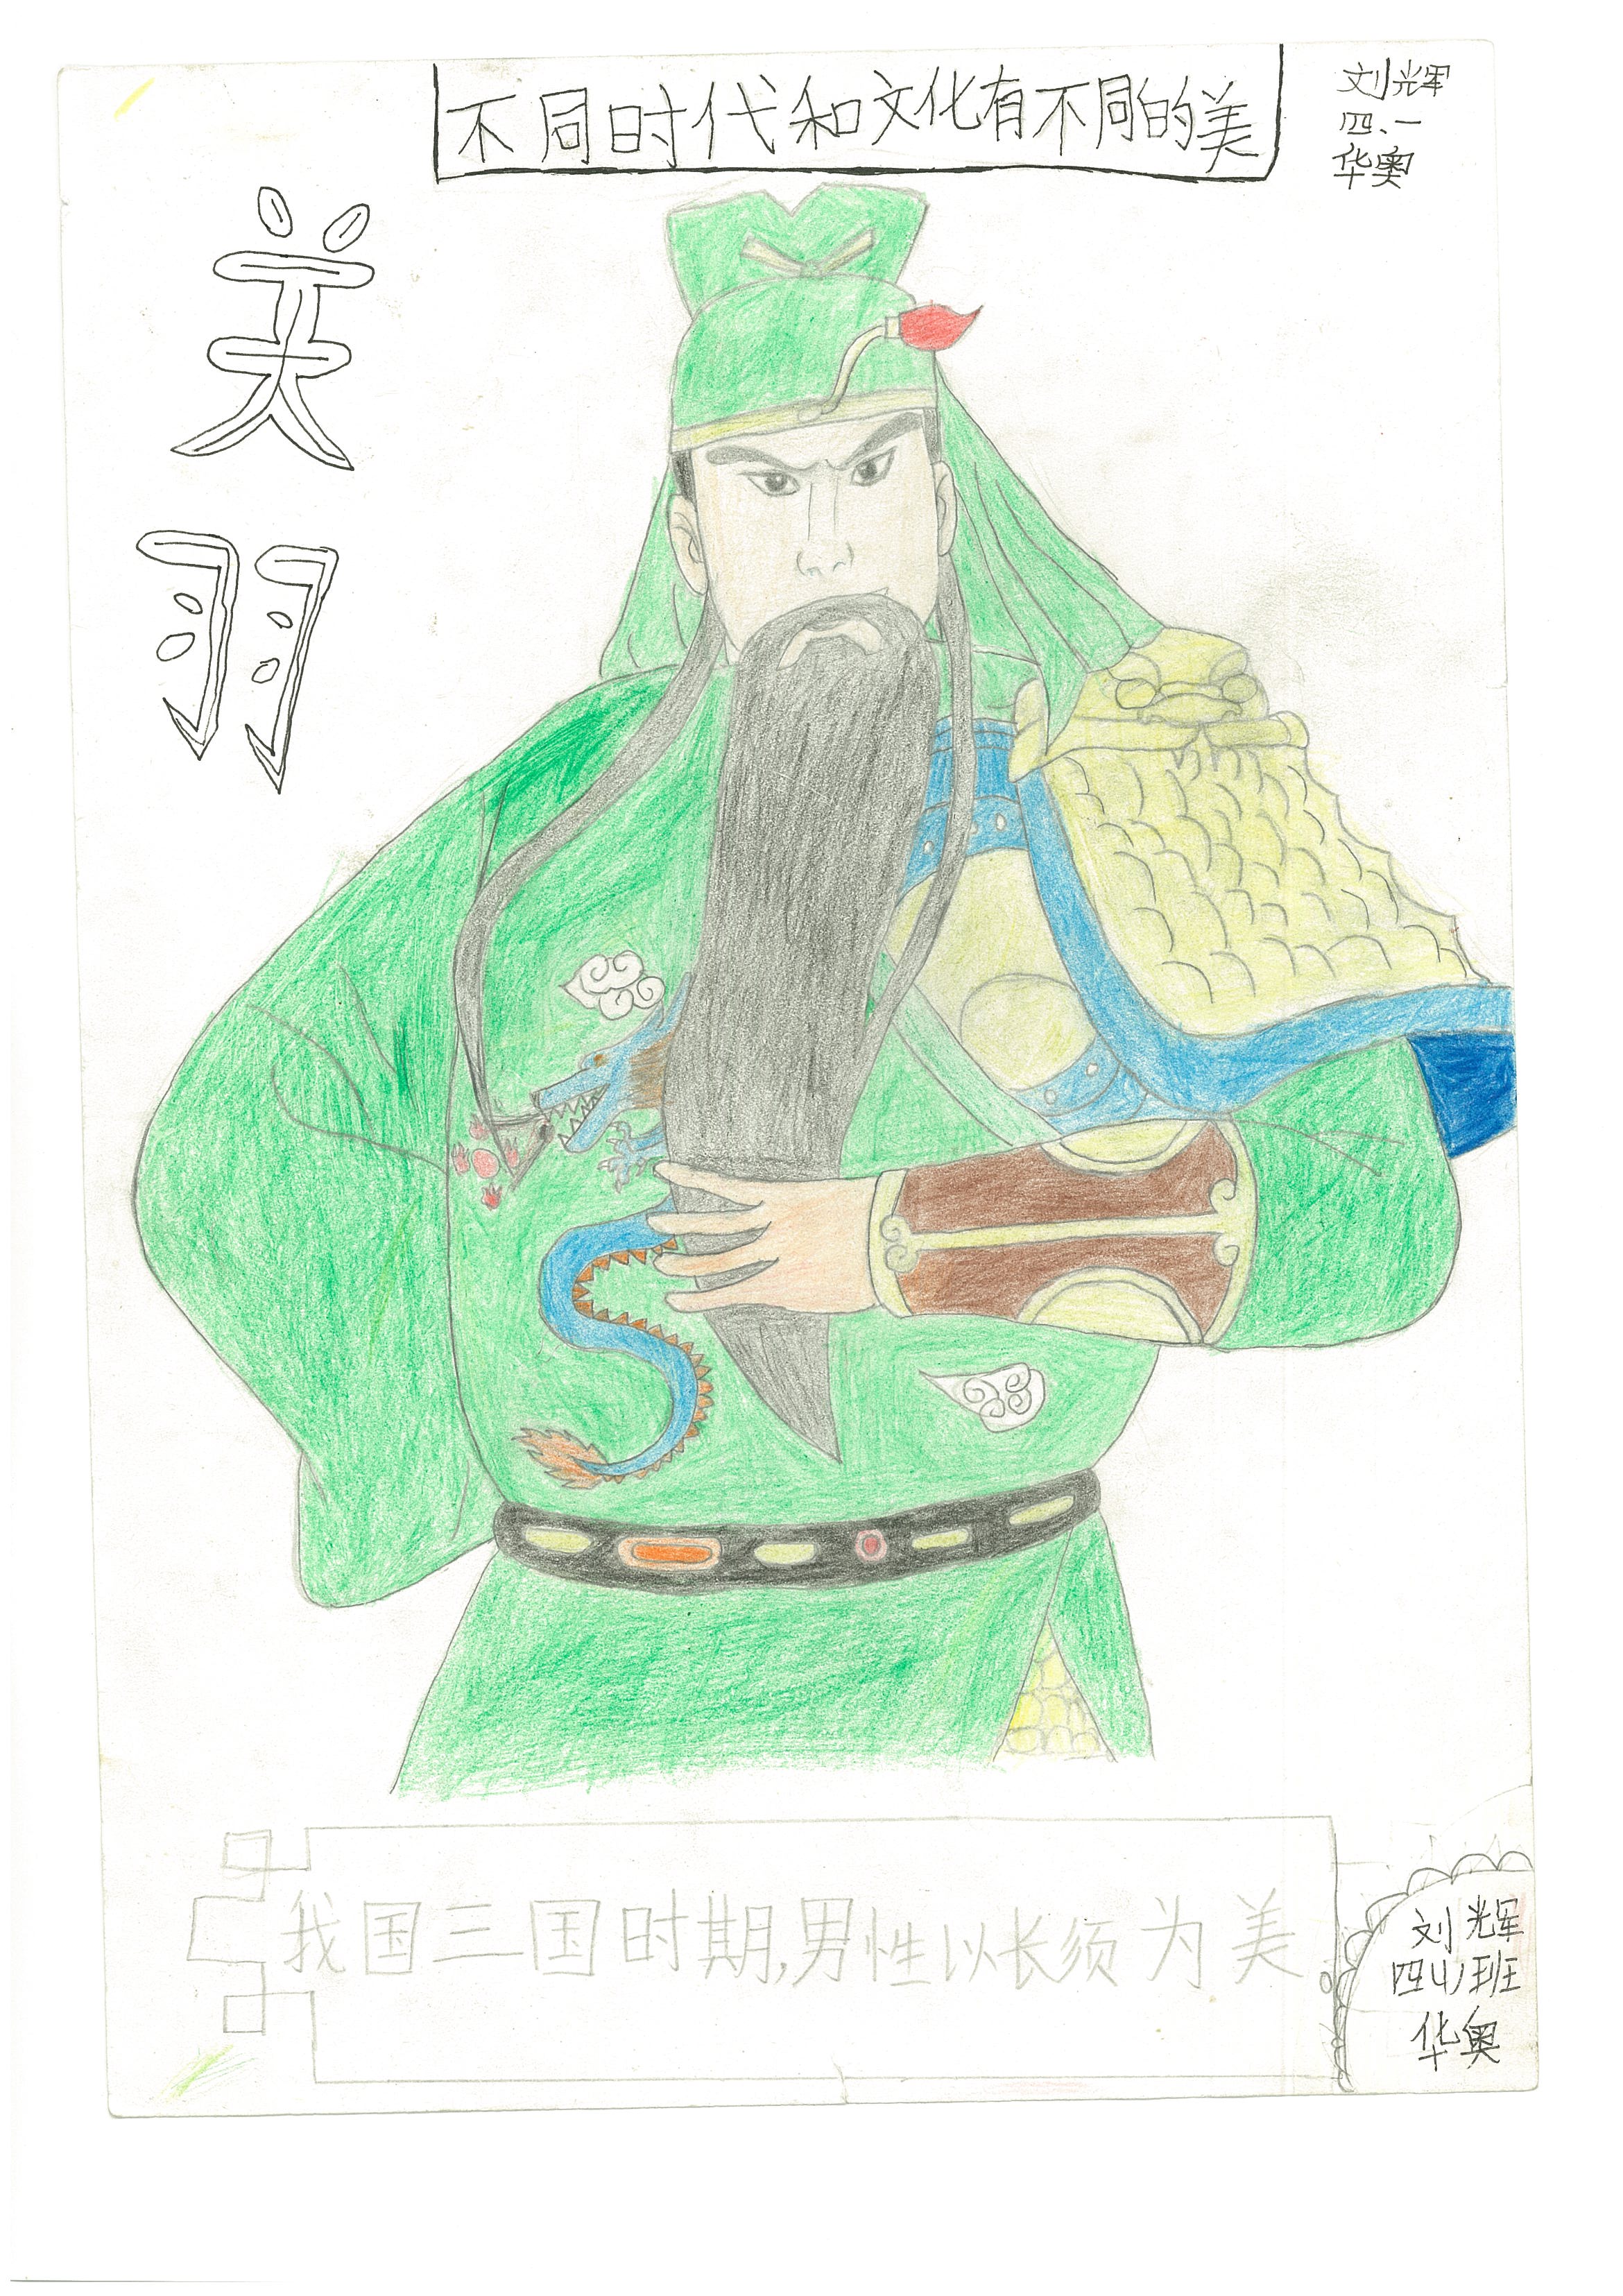 不同时代和文化有不同的美
刘辉
四、一
华奥
关羽
我国三国时期,男性以长须为美
刘辉
四(1)班
华奥